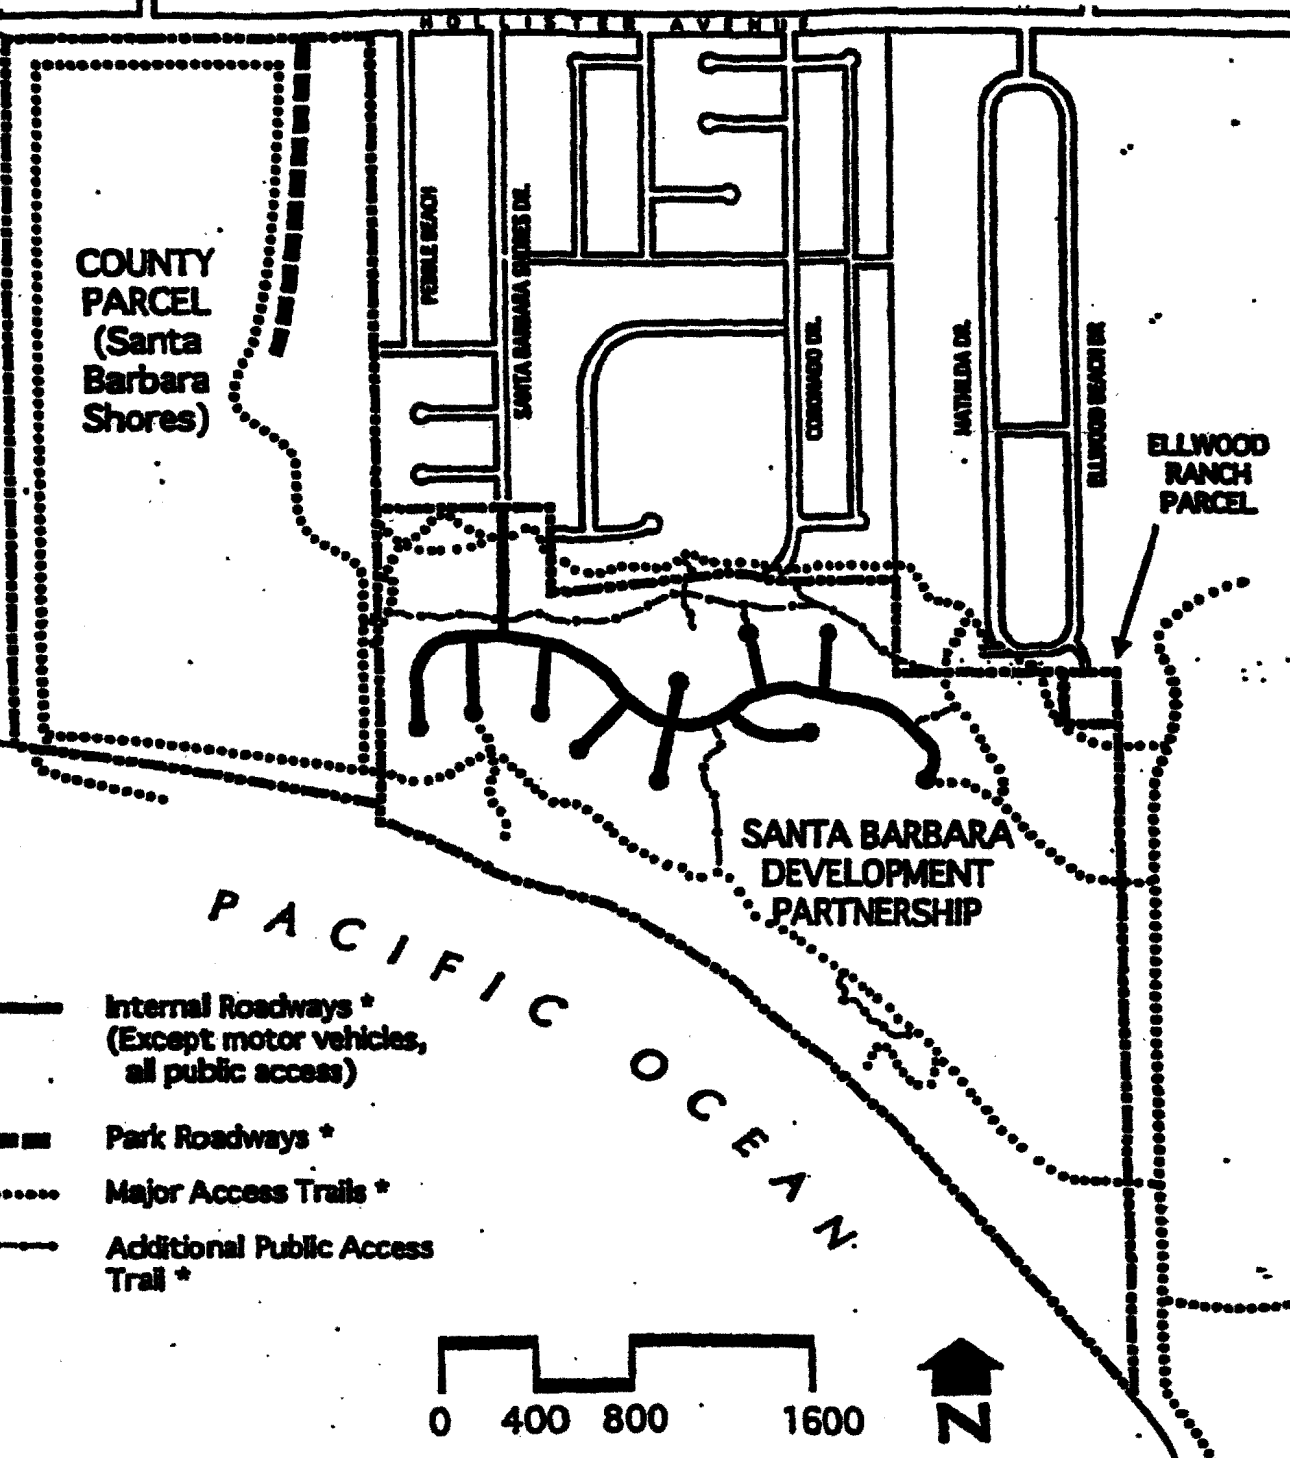 HOLLISTER AVENUE
PEBBLE BEACH
SANTA BARBARA SHORES DR.
COUNTY
PARCEL
(Santa
Barbara
Shores)
CORONADO DR.
MATHILDA DR.
ELLWOOD BEACH DR
ELLWOOD
RANCH
PARCEL
SANTA BARBARA
DEVELOPMENT
PARTNERSHIP
PACIFIC OCEAN
Internal Roadways *
(Except motor vehicles,
all public access)
Park Roadways *
Major Access Trails *
Additional Public Access
Trail *
0 400 800 1600
N